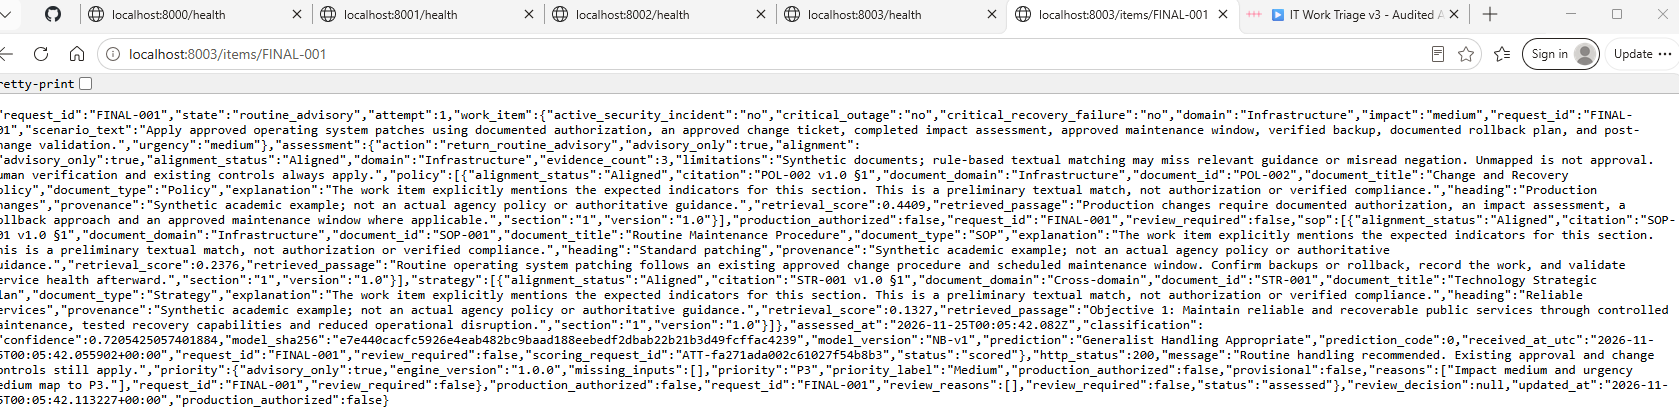 localhost:8000/health
localhost:8001/health
localhost:8002/health
localhost:8003/health
localhost:8003/items/FINAL-001
IT Work Triage v3 - Audited A
localhost:8003/items/FINAL-001
Sign in
Update
retty-print
request_id":"FINAL-001","state":"routine_advisory","attempt":1,"work_item":{"active_security_incident":"no","critical_outage":"no","critical_recovery_failure":"no","domain":"Infrastructure","impact":"medium","request_id":"FINAL-
01","scenario_text":"Apply approved operating system patches using documented authorization, an approved change ticket, completed impact assessment, approved maintenance window, verified backup, documented rollback plan, and post-
hange validation.","urgency":"medium"},"assessment":{"action":"return_routine_advisory","advisory_only":true,"alignment":
"advisory_only":true,"alignment_status":"Aligned","domain":"Infrastructure","evidence_count":3,"limitations":"Synthetic documents; rule-based textual matching may miss relevant guidance or misread negation. Unmapped is not approval.
uman verification and existing controls always apply.","policy":[{"alignment_status":"Aligned","citation":"POL-002 v1.0 §1","document_domain":"Infrastructure","document_id":"POL-002","document_title":"Change and Recovery
olicy","document_type":"Policy","explanation":"The work item explicitly mentions the expected indicators for this section. This is a preliminary textual match, not authorization or verified compliance.","heading":"Production
hanges","provenance":"Synthetic academic example; not an actual agency policy or authoritative guidance.","retrieval_score":0.4409,"retrieved_passage":"Production changes require documented authorization, an impact assessment, a
ollback approach and an approved maintenance window where applicable.","section":"1","version":"1.0"}],"production_authorized":false,"request_id":"FINAL-001","review_required":false,"sop":[{"alignment_status":"Aligned","citation":"SOP-
01 v1.0 §1","document_domain":"Infrastructure","document_id":"SOP-001","document_title":"Routine Maintenance Procedure","document_type":"SOP","explanation":"The work item explicitly mentions the expected indicators for this section.
his is a preliminary textual match, not authorization or verified compliance.","heading":"Standard patching","provenance":"Synthetic academic example; not an actual agency policy or authoritative
uidance.","retrieval_score":0.2376,"retrieved_passage":"Routine operating system patching follows an existing approved change procedure and scheduled maintenance window. Confirm backups or rollback, record the work, and validate
ervice health afterward.","section":"1","version":"1.0"}],"strategy":[{"alignment_status":"Aligned","citation":"STR-001 v1.0 §1","document_domain":"Cross-domain","document_id":"STR-001","document_title":"Technology Strategic
lan","document_type":"Strategy","explanation":"The work item explicitly mentions the expected indicators for this section. This is a preliminary textual match, not authorization or verified compliance.","heading":"Reliable
ervices","provenance":"Synthetic academic example; not an actual agency policy or authoritative guidance.","retrieval_score":0.1327,"retrieved_passage":"Objective 1: Maintain reliable and recoverable public services through controlled
aintenance, tested recovery capabilities and reduced operational disruption.","section":"1","version":"1.0"}]},"assessed_at":"2026-11-25T00:05:42.082Z","classification":
"confidence":0.7205425057401884,"model_sha256":"e7e440cacfc5926e4eab482bc9baad188eebedf2dbab22b21b3d49fcffac4239","model_version":"NB-v1","prediction":"Generalist Handling Appropriate","prediction_code":0,"received_at_utc":"2026-11-
5T00:05:42.055902+00:00","request_id":"FINAL-001","review_required":false,"scoring_request_id":"ATT-fa271ada002c61027f54b8b3","status":"scored"},"http_status":200,"message":"Routine handling recommended. Existing approval and change
ontrols still apply.","priority":{"advisory_only":true,"engine_version":"1.0.0","missing_inputs":[],"priority":"P3","priority_label":"Medium","production_authorized":false,"provisional":false,"reasons":["Impact medium and urgency
edium map to P3."],"request_id":"FINAL-001","review_required":false},"production_authorized":false,"request_id":"FINAL-001","review_reasons":[],"review_required":false,"status":"assessed"},"review_decision":null,"updated_at":"2026-11-
5T00:05:42.113227+00:00","production_authorized":false}